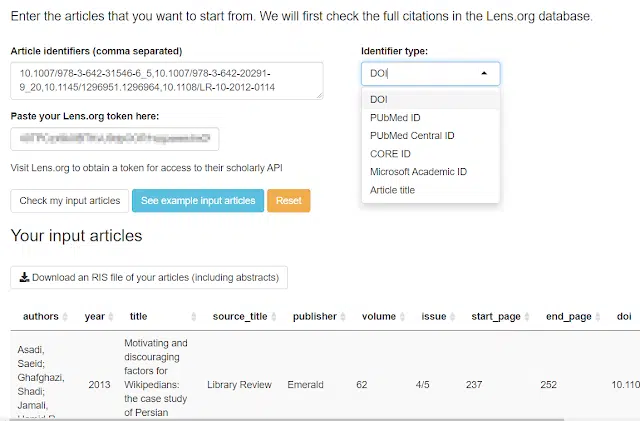 Enter the articles that you want to start from. We will first check the full citations in the Lens.org database.
Article identifiers (comma separated)
Identifier type:
10.1007/978-3-642-31546-6_5,10.1007/978-3-642-20291-
9_20,10.1145/1296951.1296964,10.1108/LR-10-2012-0114
DOI
DOI
PUbMed ID
PUbMed Central ID
CORE ID
Microsoft Academic ID
Article title
Paste your Lens.org token here:
Visit Lens.org to obtain a token for access to their scholarly API
Check my input articles
See example input articles
Reset
Your input articles
Download an RIS file of your articles (including abstracts)
authors year title source_title publisher volume issue start_page end_page doi
Asadi,
Saeid;
Ghafghazi,
Shadi;
Jamali,
2013
Motivating and
discouraging
factors for
Wikipedians:
the case study
of Persian
Library Review Emerald 62 4/5 237 252 10.110